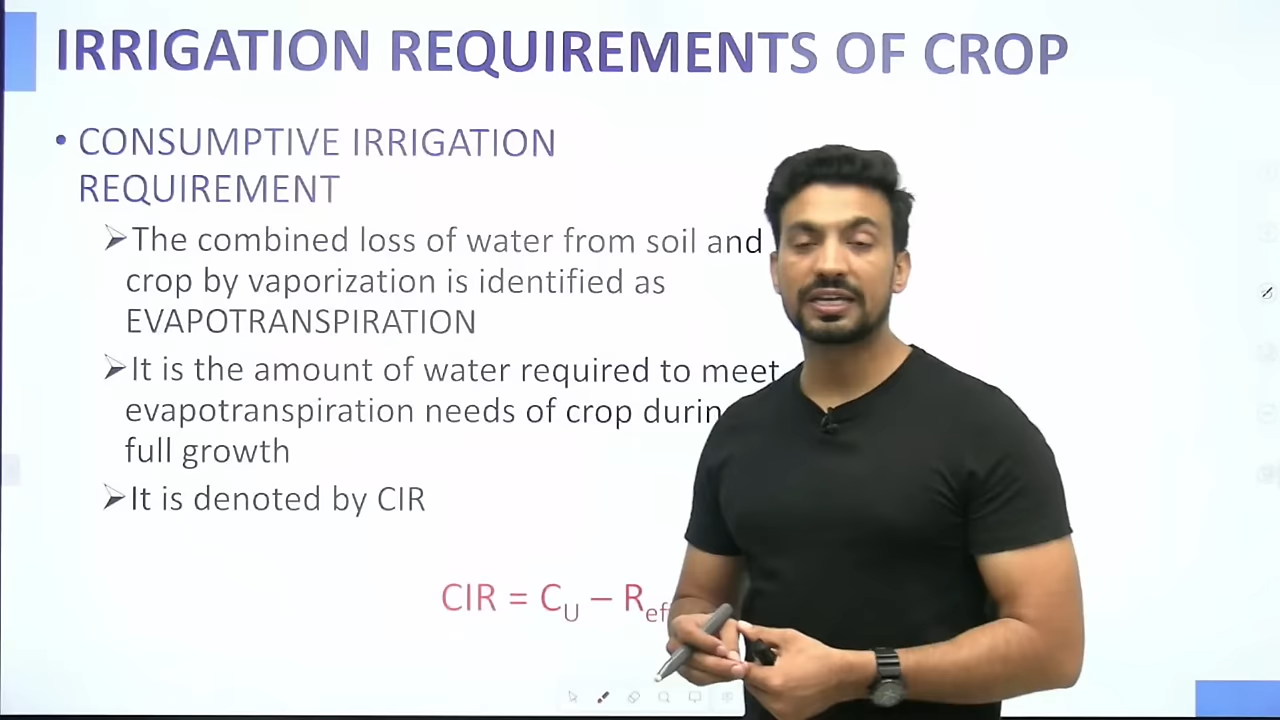 IRRIGATION REQUIREMENTS OF CROP
• CONSUMPTIVE IRRIGATION
REQUIREMENT
➢The combined loss of water from soil and
crop by vaporization is identified as
EVAPOTRANSPIRATION
➢It is the amount of water required to meet
evapotranspiration needs of crop durin
full growth
➢It is denoted by CIR
CIR = CU – Ref